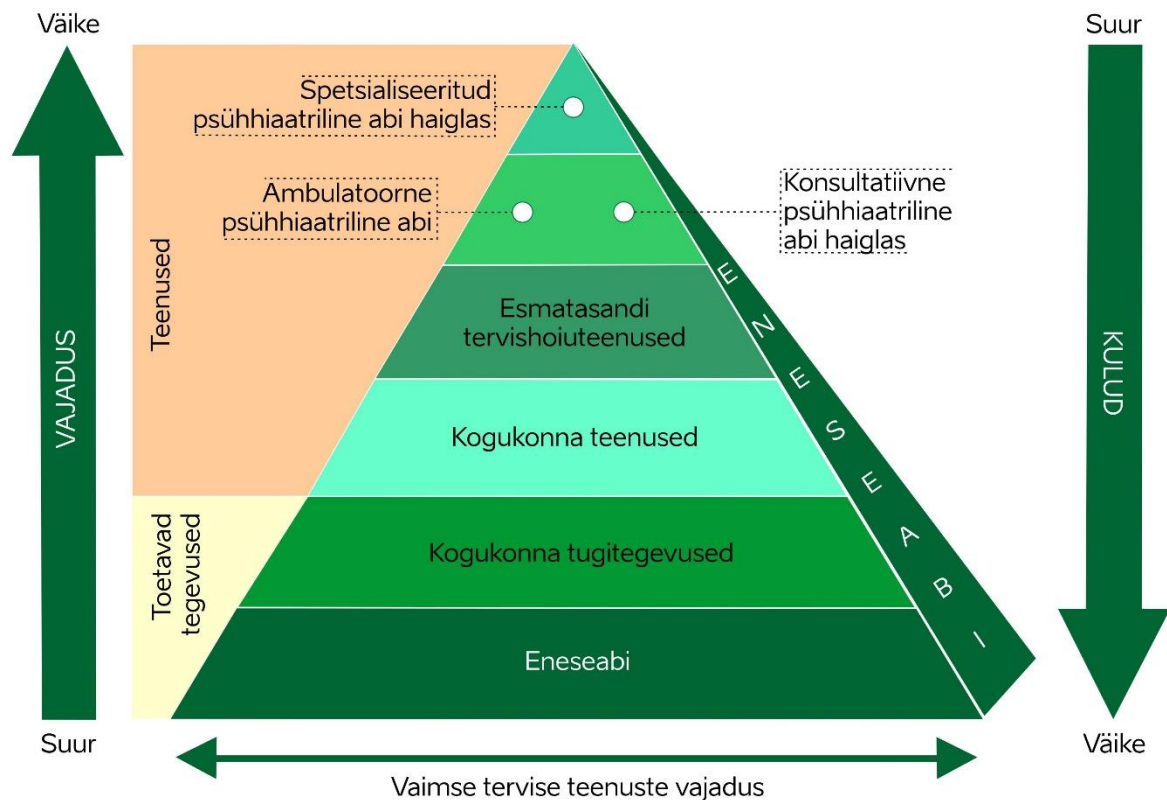 Väike
Suur
Spetsialiseeritud
psühhiaatriline abi haiglas
Ambulatoorne
psühhiaatriline abi
Konsultatiivne
psühhiaatriline
abi haiglas
Teenused
VAJADUS
Esmatasandi
tervishoiuteenused
ENESEABI
KULUD
Kogukonna teenused
Toetavad
tegevused
Kogukonna tugitegevused
Eneseabi
Suur
Väike
Vaimse tervise teenuste vajadus